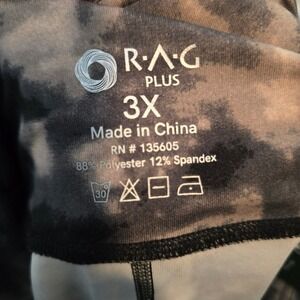 R·A·G
PLUS
3X
Made in China
RN # 135605
88% Polyester 12% Spandex
30